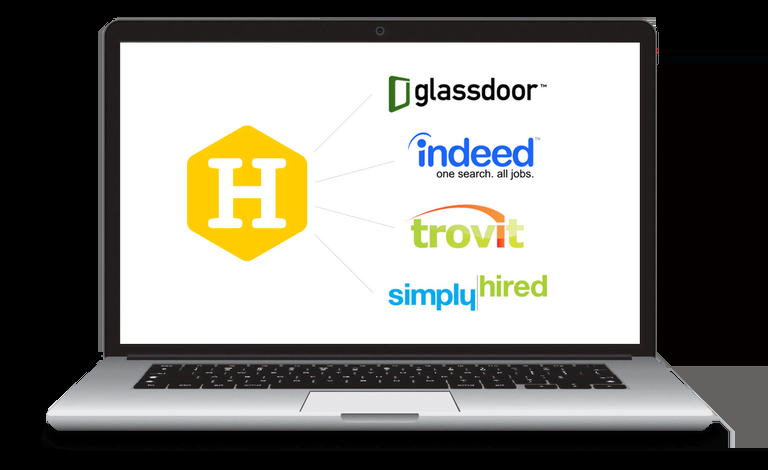 H
glassdoor™
indeed™
one search. all jobs.
trovit
simply hired